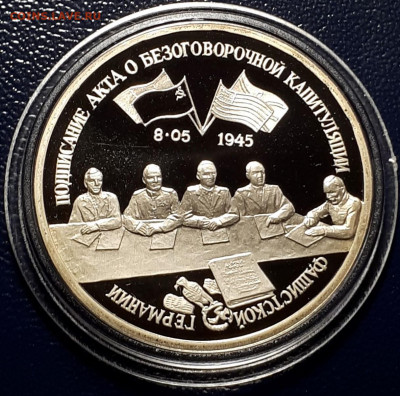 ПОДПИСАНИЕ АКТА О БЕЗОГОВОРОЧНОЙ КАПИТУЛЯЦИИ
8·05 1945
ФАШИСТСКОЙ
ГЕРМАНИИ